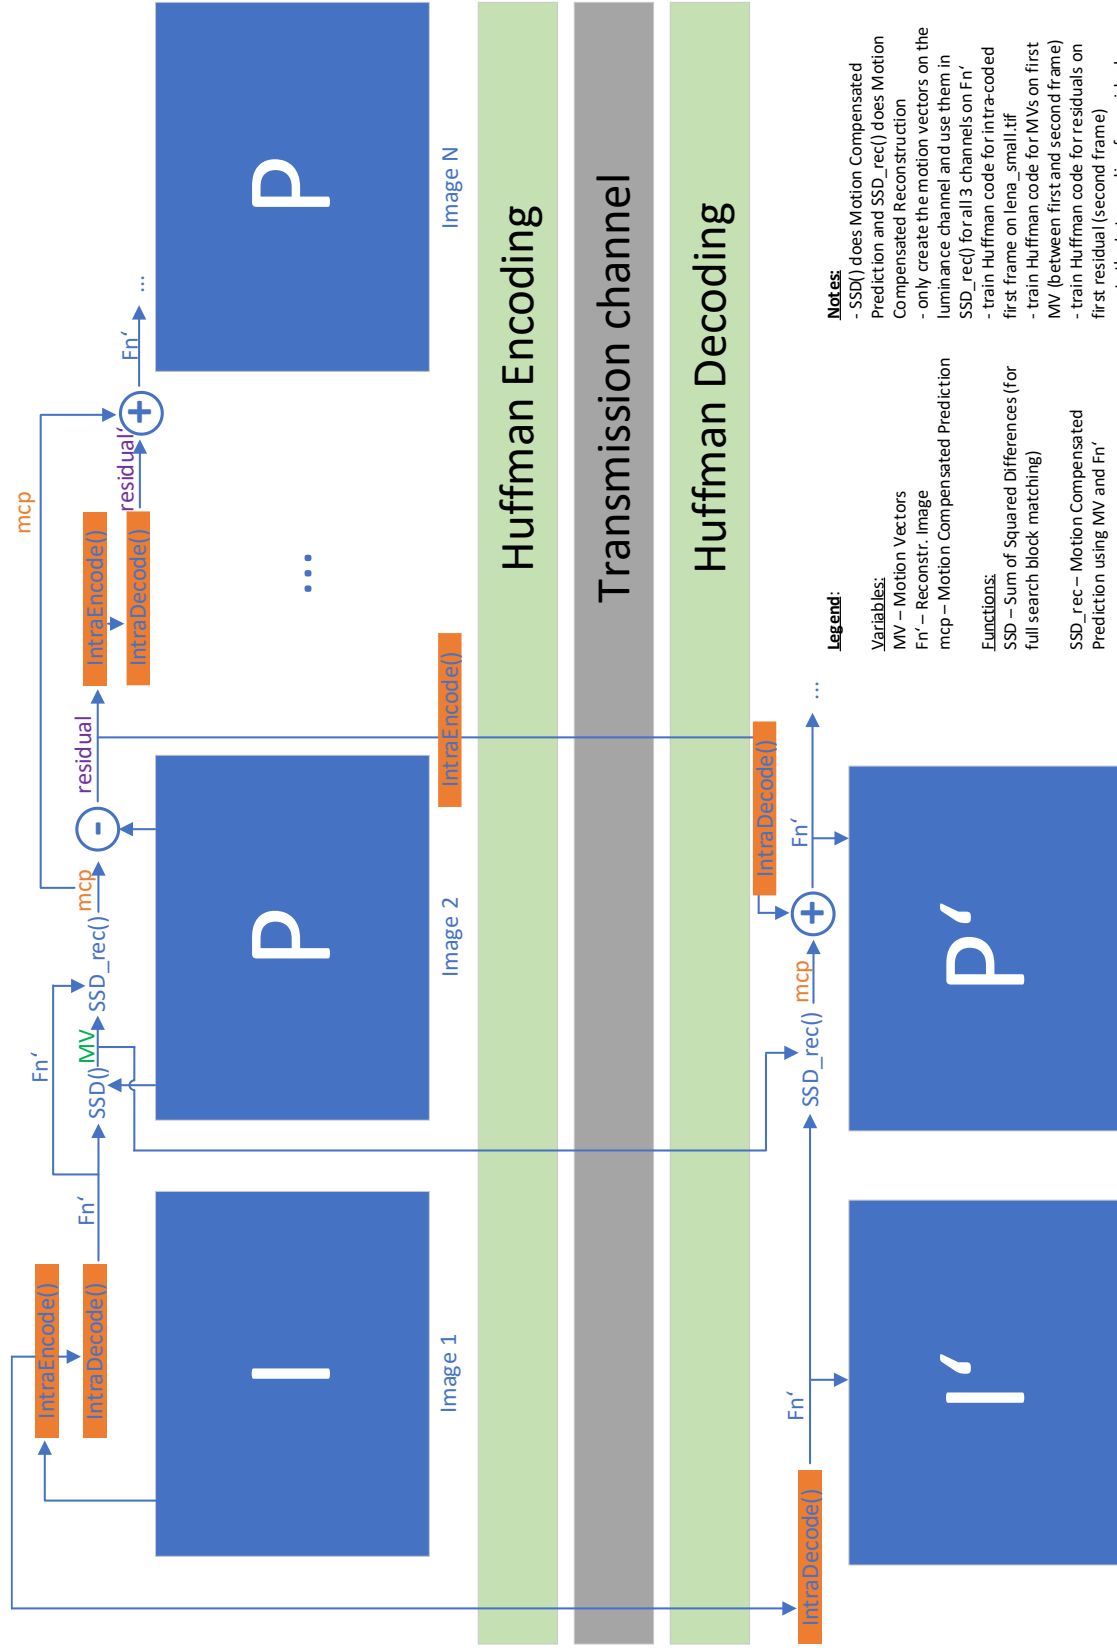 mcp
IntraEncode()
IntraDecode()
Fn‘
Fn‘
SSD()
MV
SSD_rec()
mcp
-
residual
IntraEncode()
IntraDecode()
residual‘
+
Fn‘
...
I
P
...
P
Image 1
Image 2
IntraEncode()
Image N
Huffman Encoding
Transmission channel
Huffman Decoding
IntraDecode()
IntraDecode()
Fn‘
SSD_rec()
mcp
+
Fn‘
...
I‘
P‘
Legend:
Variables:
MV – Motion Vectors
Fn‘ – Reconstr. Image
mcp – Motion Compensated Prediction
Functions:
SSD – Sum of Squared Differences (for
full search block matching)
SSD_rec – Motion Compensated
Prediction using MV and Fn‘
Notes:
- SSD() does Motion Compensated
Prediction and SSD_rec() does Motion
Compensated Reconstruction
- only create the motion vectors on the
luminance channel and use them in
SSD_rec() for all 3 channels on Fn‘
- train Huffman code for intra-coded
first frame on lena_small.tif
- train Huffman code for MVs on first
MV (between first and second frame)
- train Huffman code for residuals on
first residual (second frame)